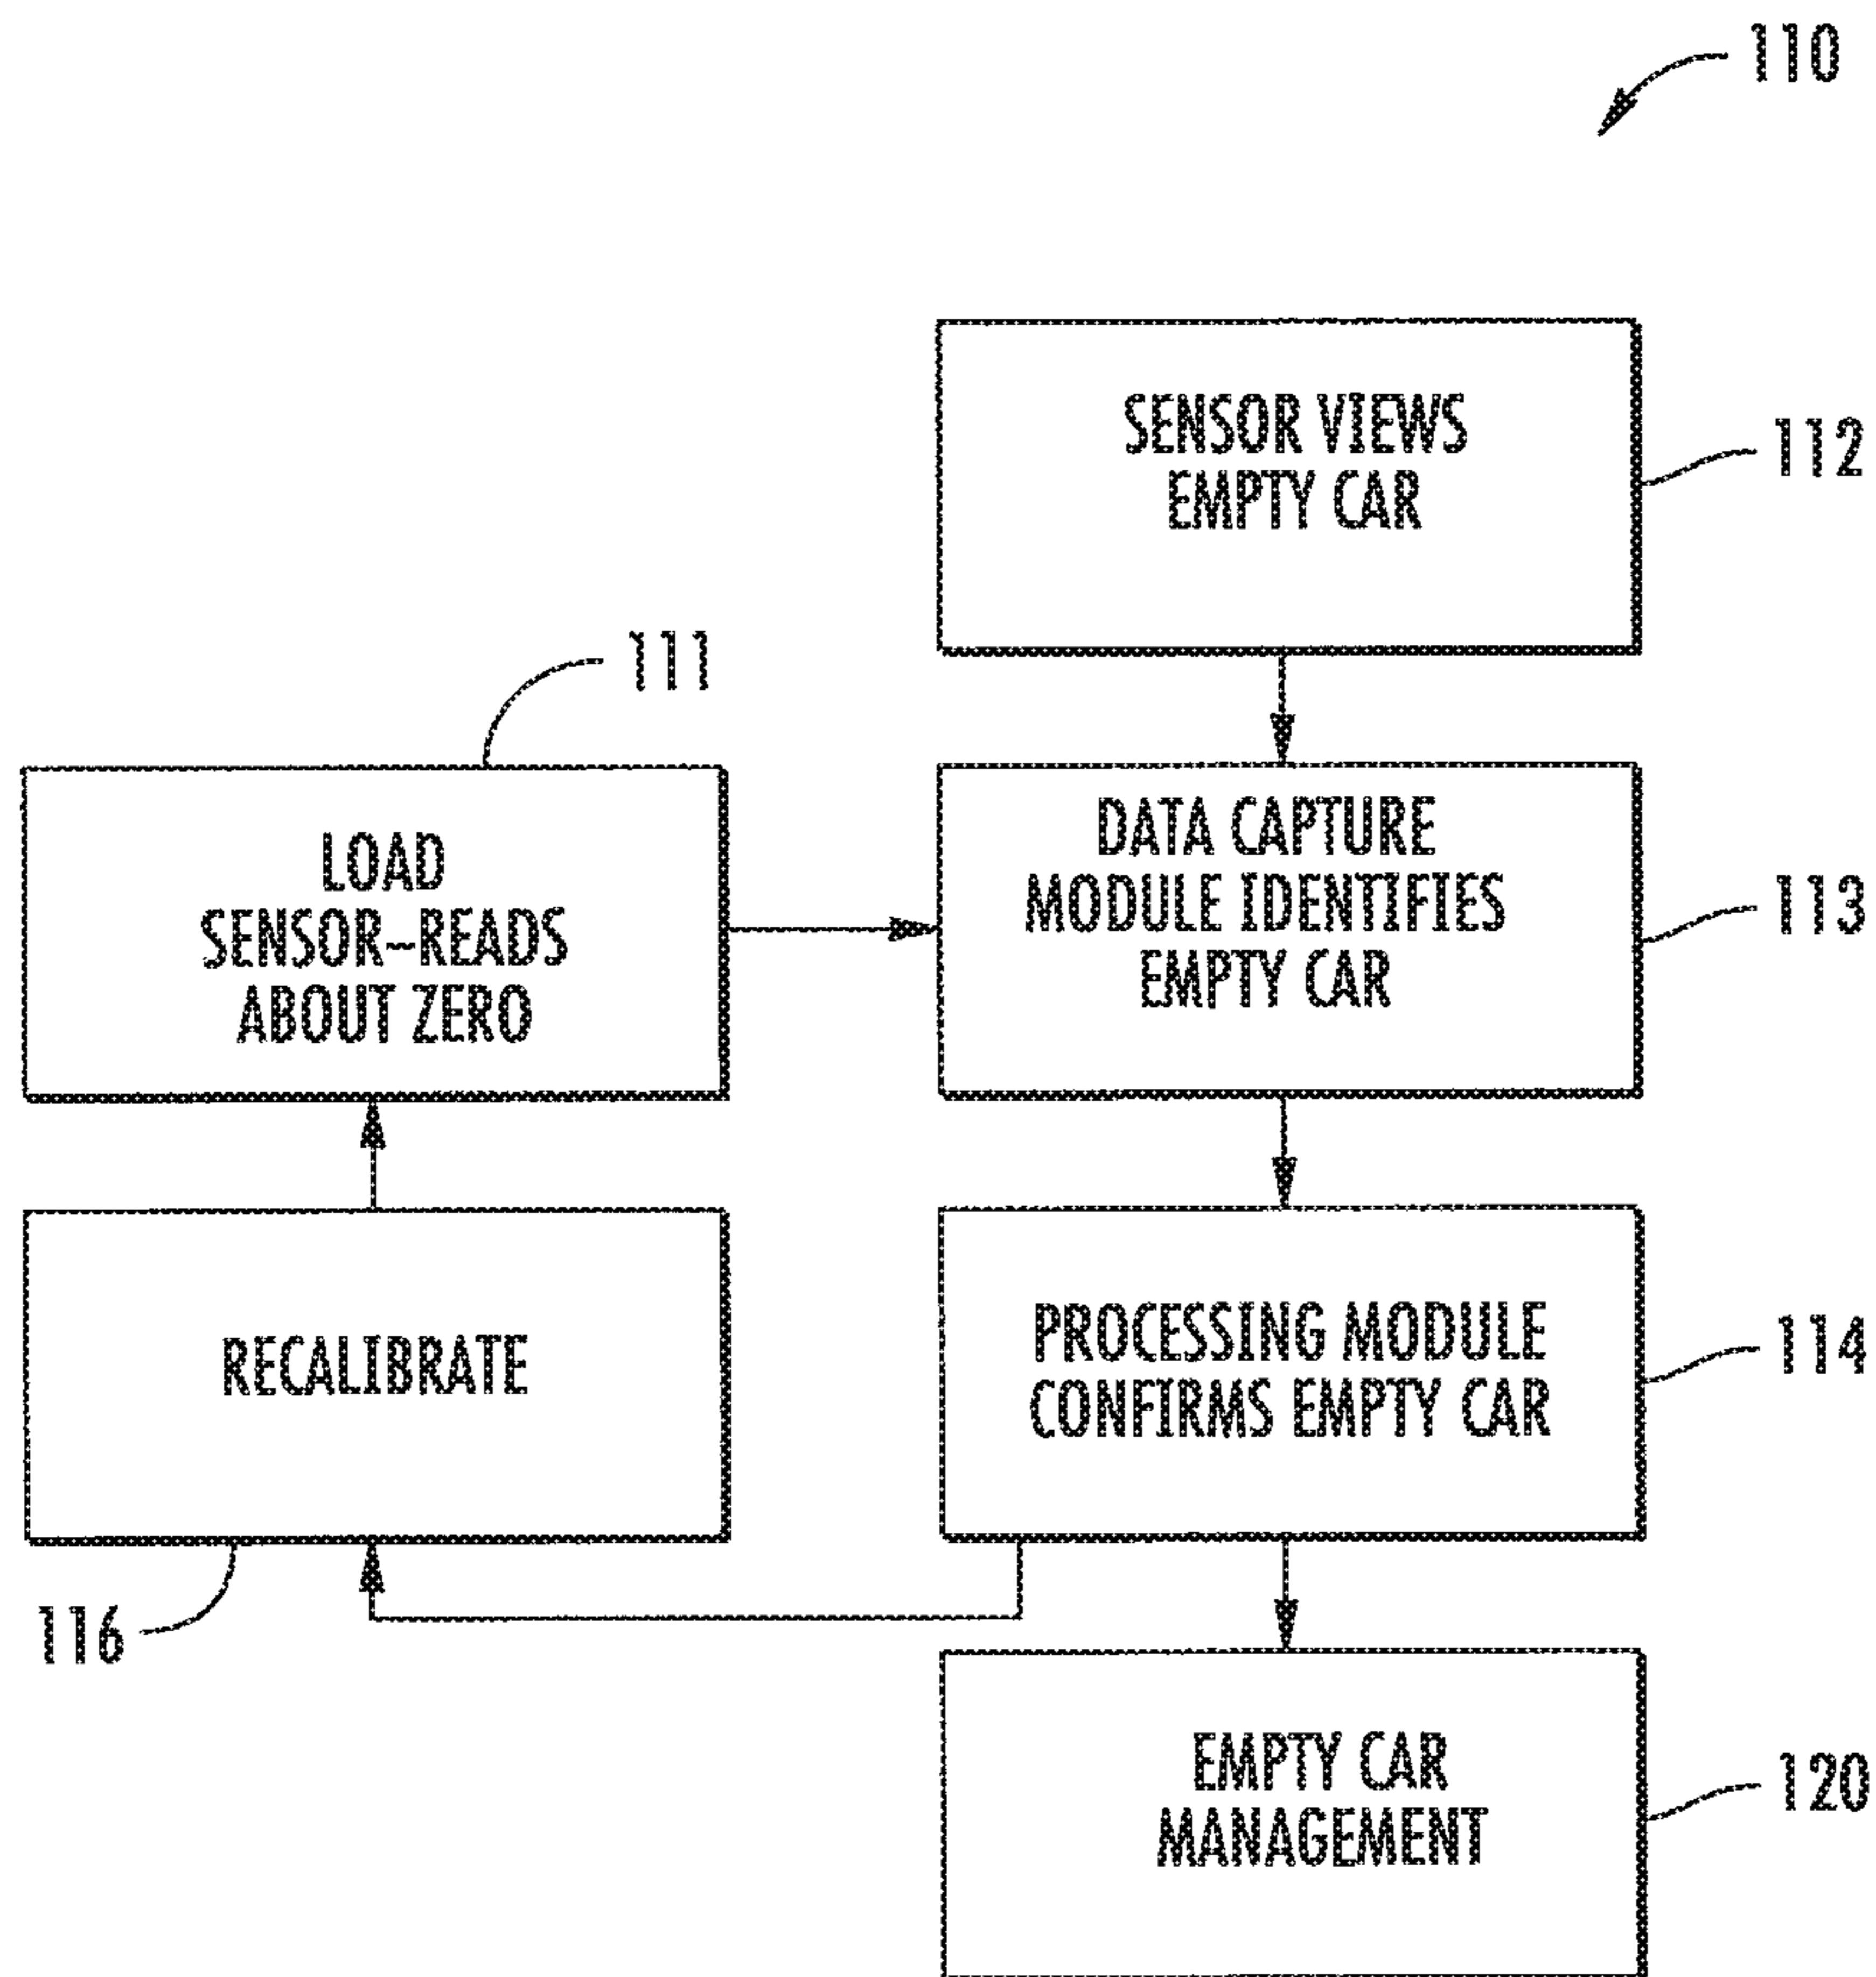 110
SENSOR VIEWS
EMPTY CAR
112
111
LOAD
SENSOR-READS
ABOUT ZERO
DATA CAPTURE
MODULE IDENTIFIES
EMPTY CAR
113
RECALIBRATE
116
PROCESSING MODULE
CONFIRMS EMPTY CAR
114
EMPTY CAR
MANAGEMENT
120